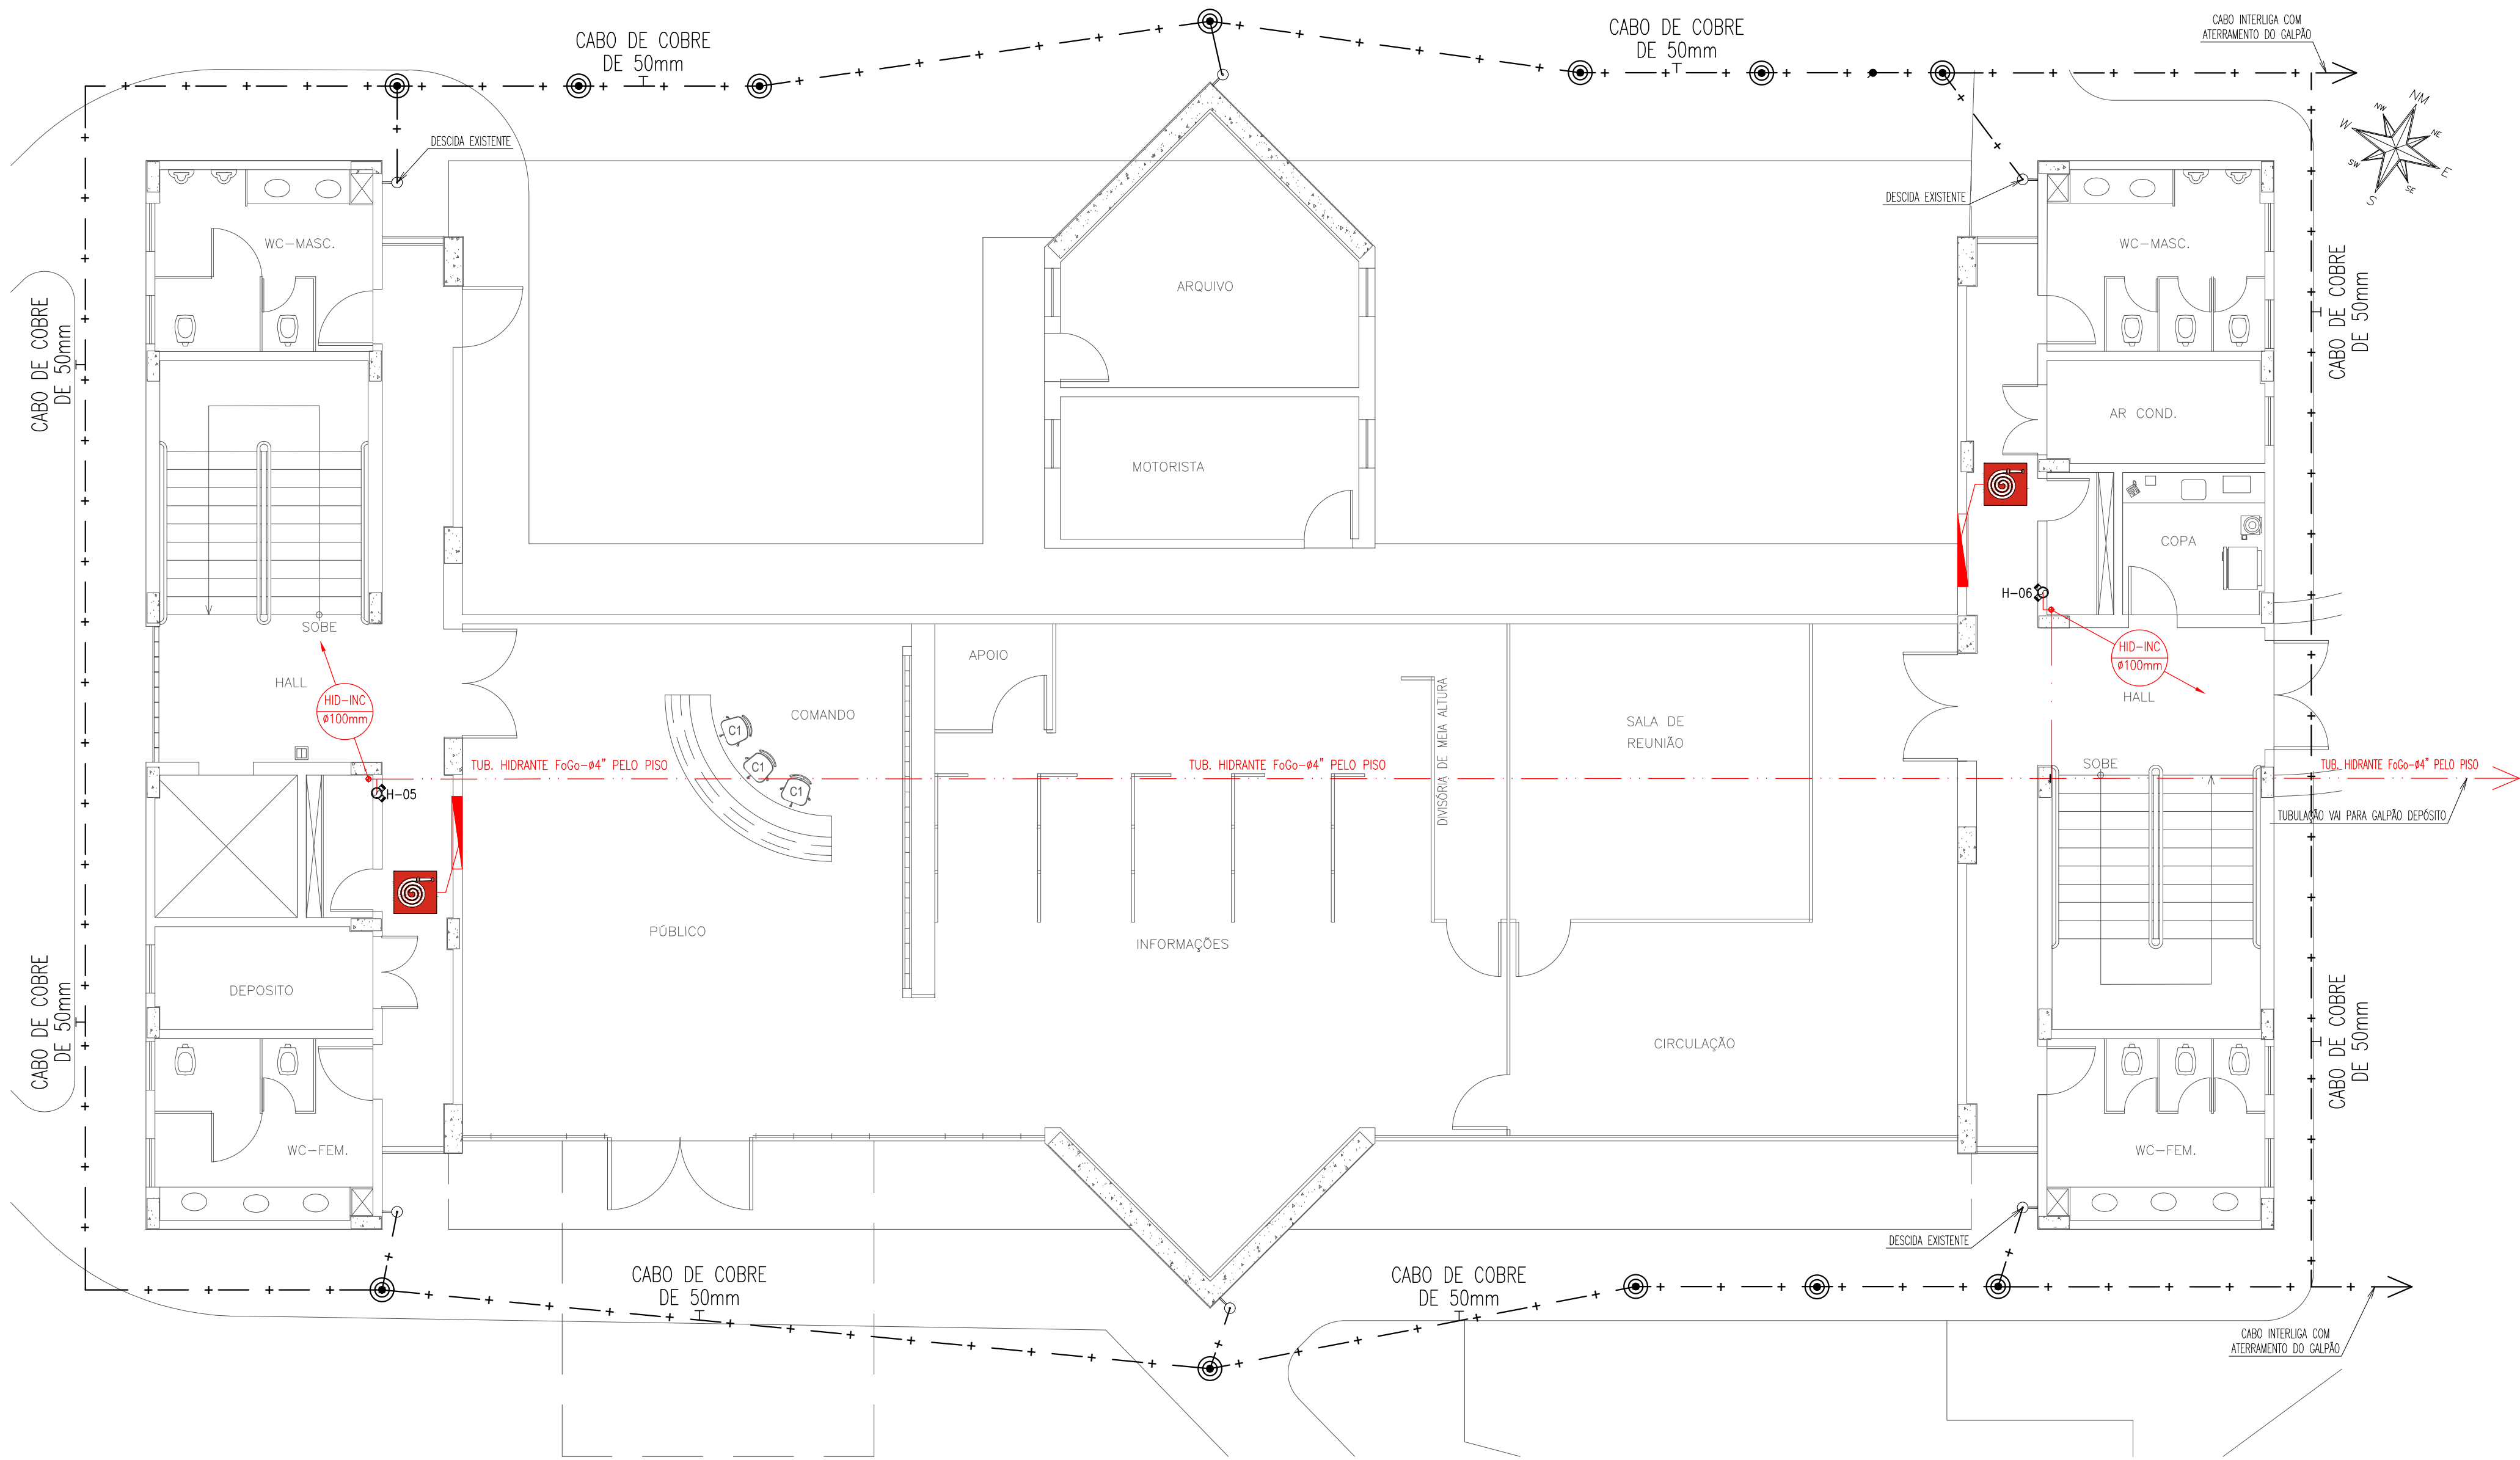 CABO DE COBRE
DE 50mm
CABO DE COBRE
DE 50mm
CABO INTERLIGA COM
ATERRAMENTO DO GALPÃO
NM
NW
NE
W
E
SW
SE
S
DESCIDA EXISTENTE
DESCIDA EXISTENTE
WC-MASC.
WC-MASC.
CABO DE COBRE
DE 50mm
CABO DE COBRE
DE 50mm
ARQUIVO
AR COND.
MOTORISTA
COPA
H-06
SOBE
HID-INC
ø100mm
HALL
HALL
HID-INC
ø100mm
APOIO
COMANDO
C1
C1
C1
DIVISÓRIA DE MEIA ALTURA
SALA DE
REUNIÃO
TUB. HIDRANTE FoGo-ø4" PELO PISO
TUB. HIDRANTE FoGo-ø4" PELO PISO
SOBE
TUB. HIDRANTE FoGo-ø4" PELO PISO
H-05
TUBULAÇÃO VAI PARA GALPÃO DEPÓSITO
PÚBLICO
INFORMAÇÕES
DEPOSITO
CABO DE COBRE
DE 50mm
CIRCULAÇÃO
CABO DE COBRE
DE 50mm
WC-FEM.
WC-FEM.
DESCIDA EXISTENTE
CABO DE COBRE
DE 50mm
CABO DE COBRE
DE 50mm
CABO INTERLIGA COM
ATERRAMENTO DO GALPÃO